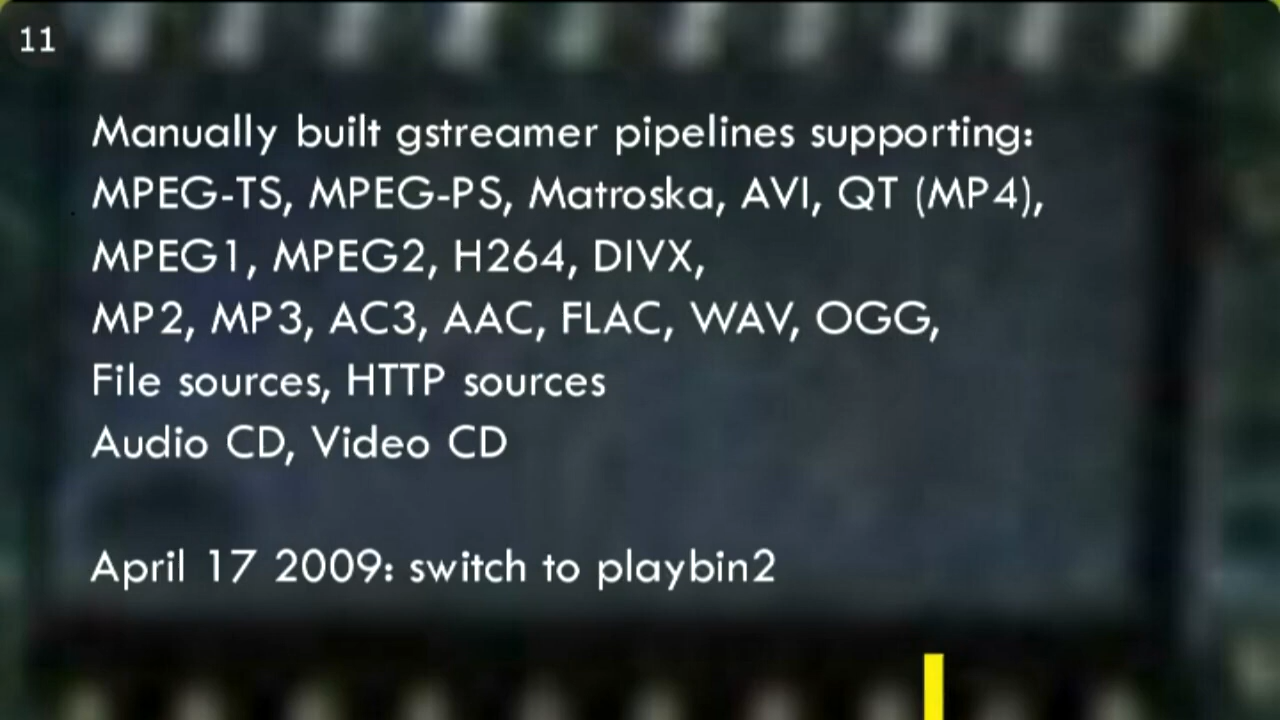 11
Manually built gstreamer pipelines supporting:
MPEG-TS, MPEG-PS, Matroska, AVI, QT (MP4),
MPEG1, MPEG2, H264, DIVX,
MP2, MP3, AC3, AAC, FLAC, WAV, OGG,
File sources, HTTP sources
Audio CD, Video CD
April 17 2009: switch to playbin2